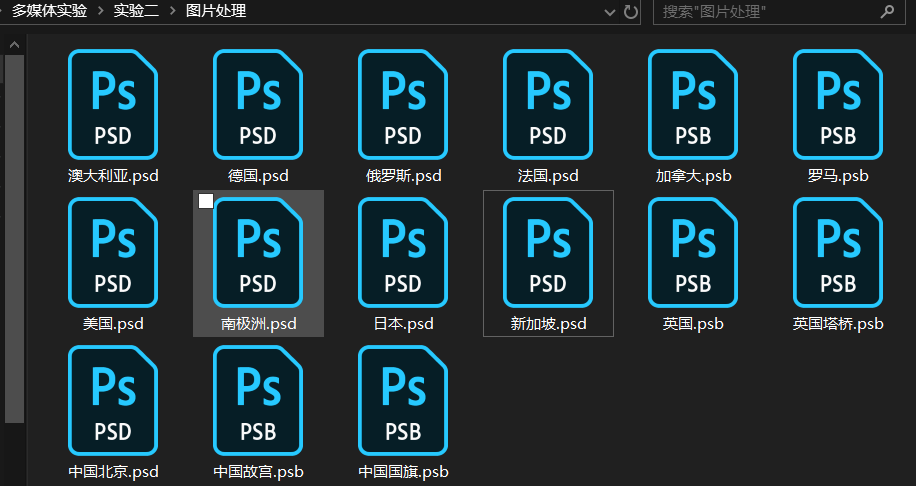 多媒体实验 > 实验二 > 图片处理
搜索"图片处理"
Ps Ps Ps Ps Ps Ps
PSD PSD PSD PSD PSB PSB
澳大利亚.psd 德国.psd 俄罗斯.psd 法国.psd 加拿大.psb 罗马.psb
Ps Ps Ps Ps Ps Ps
PSD PSD PSD PSD PSB PSB
美国.psd 南极洲.psd 日本.psd 新加坡.psd 英国.psb 英国塔桥.psb
Ps Ps Ps
PSD PSB PSB
中国北京.psd 中国故宫.psb 中国国旗.psb